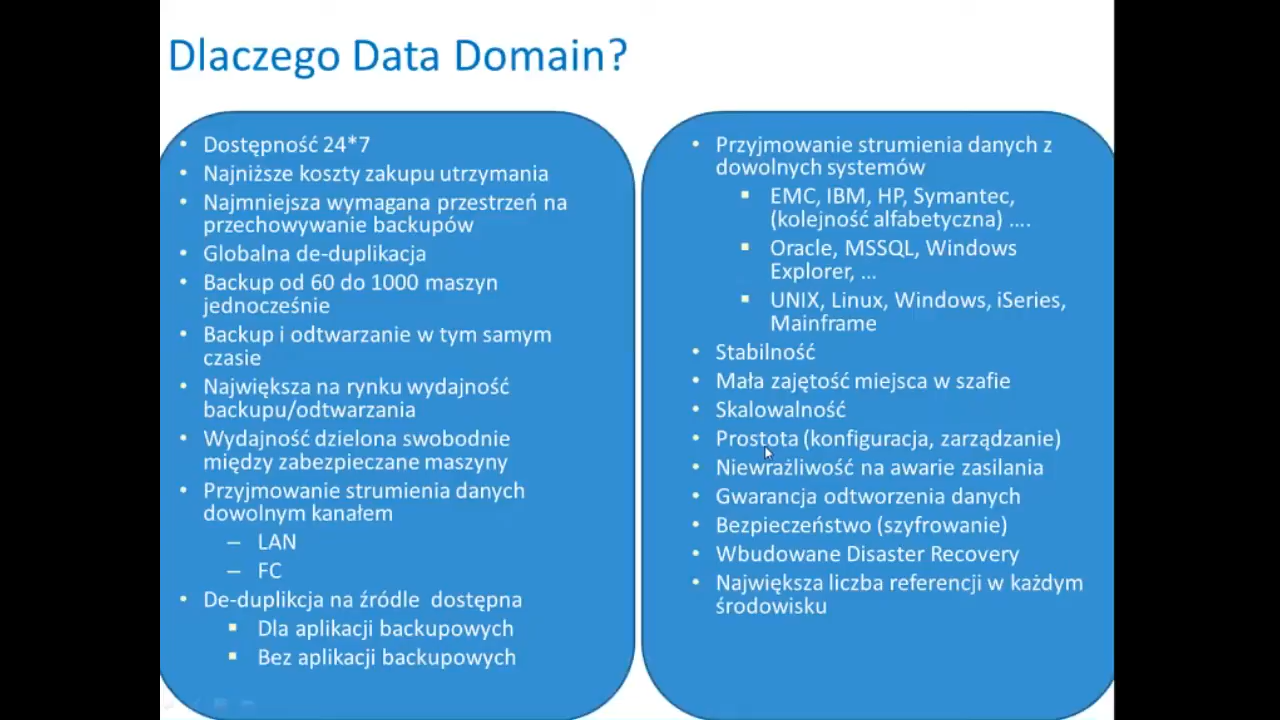 Dlaczego Data Domain?
• Dostępność 24*7
• Najniższe koszty zakupu utrzymania
• Najmniejsza wymagana przestrzeń na
przechowywanie backupów
• Globalna de-duplikacja
• Backup od 60 do 1000 maszyn
jednocześnie
• Backup i odtwarzanie w tym samym
czasie
• Największa na rynku wydajność
backupu/odtwarzania
• Wydajność dzielona swobodnie
między zabezpieczane maszyny
• Przyjmowanie strumienia danych
dowolnym kanałem
– LAN
– FC
• De-duplikcja na źródle dostępna
▪ Dla aplikacji backupowych
▪ Bez aplikacji backupowych
• Przyjmowanie strumienia danych z
dowolnych systemów
▪ EMC, IBM, HP, Symantec,
(kolejność alfabetyczna) ....
▪ Oracle, MSSQL, Windows
Explorer, ...
▪ UNIX, Linux, Windows, iSeries,
Mainframe
• Stabilność
• Mała zajętość miejsca w szafie
• Skalowalność
• Prostota (konfiguracja, zarządzanie)
• Niewrażliwość na awarie zasilania
• Gwarancja odtworzenia danych
• Bezpieczeństwo (szyfrowanie)
• Wbudowane Disaster Recovery
• Największa liczba referencji w każdym
środowisku